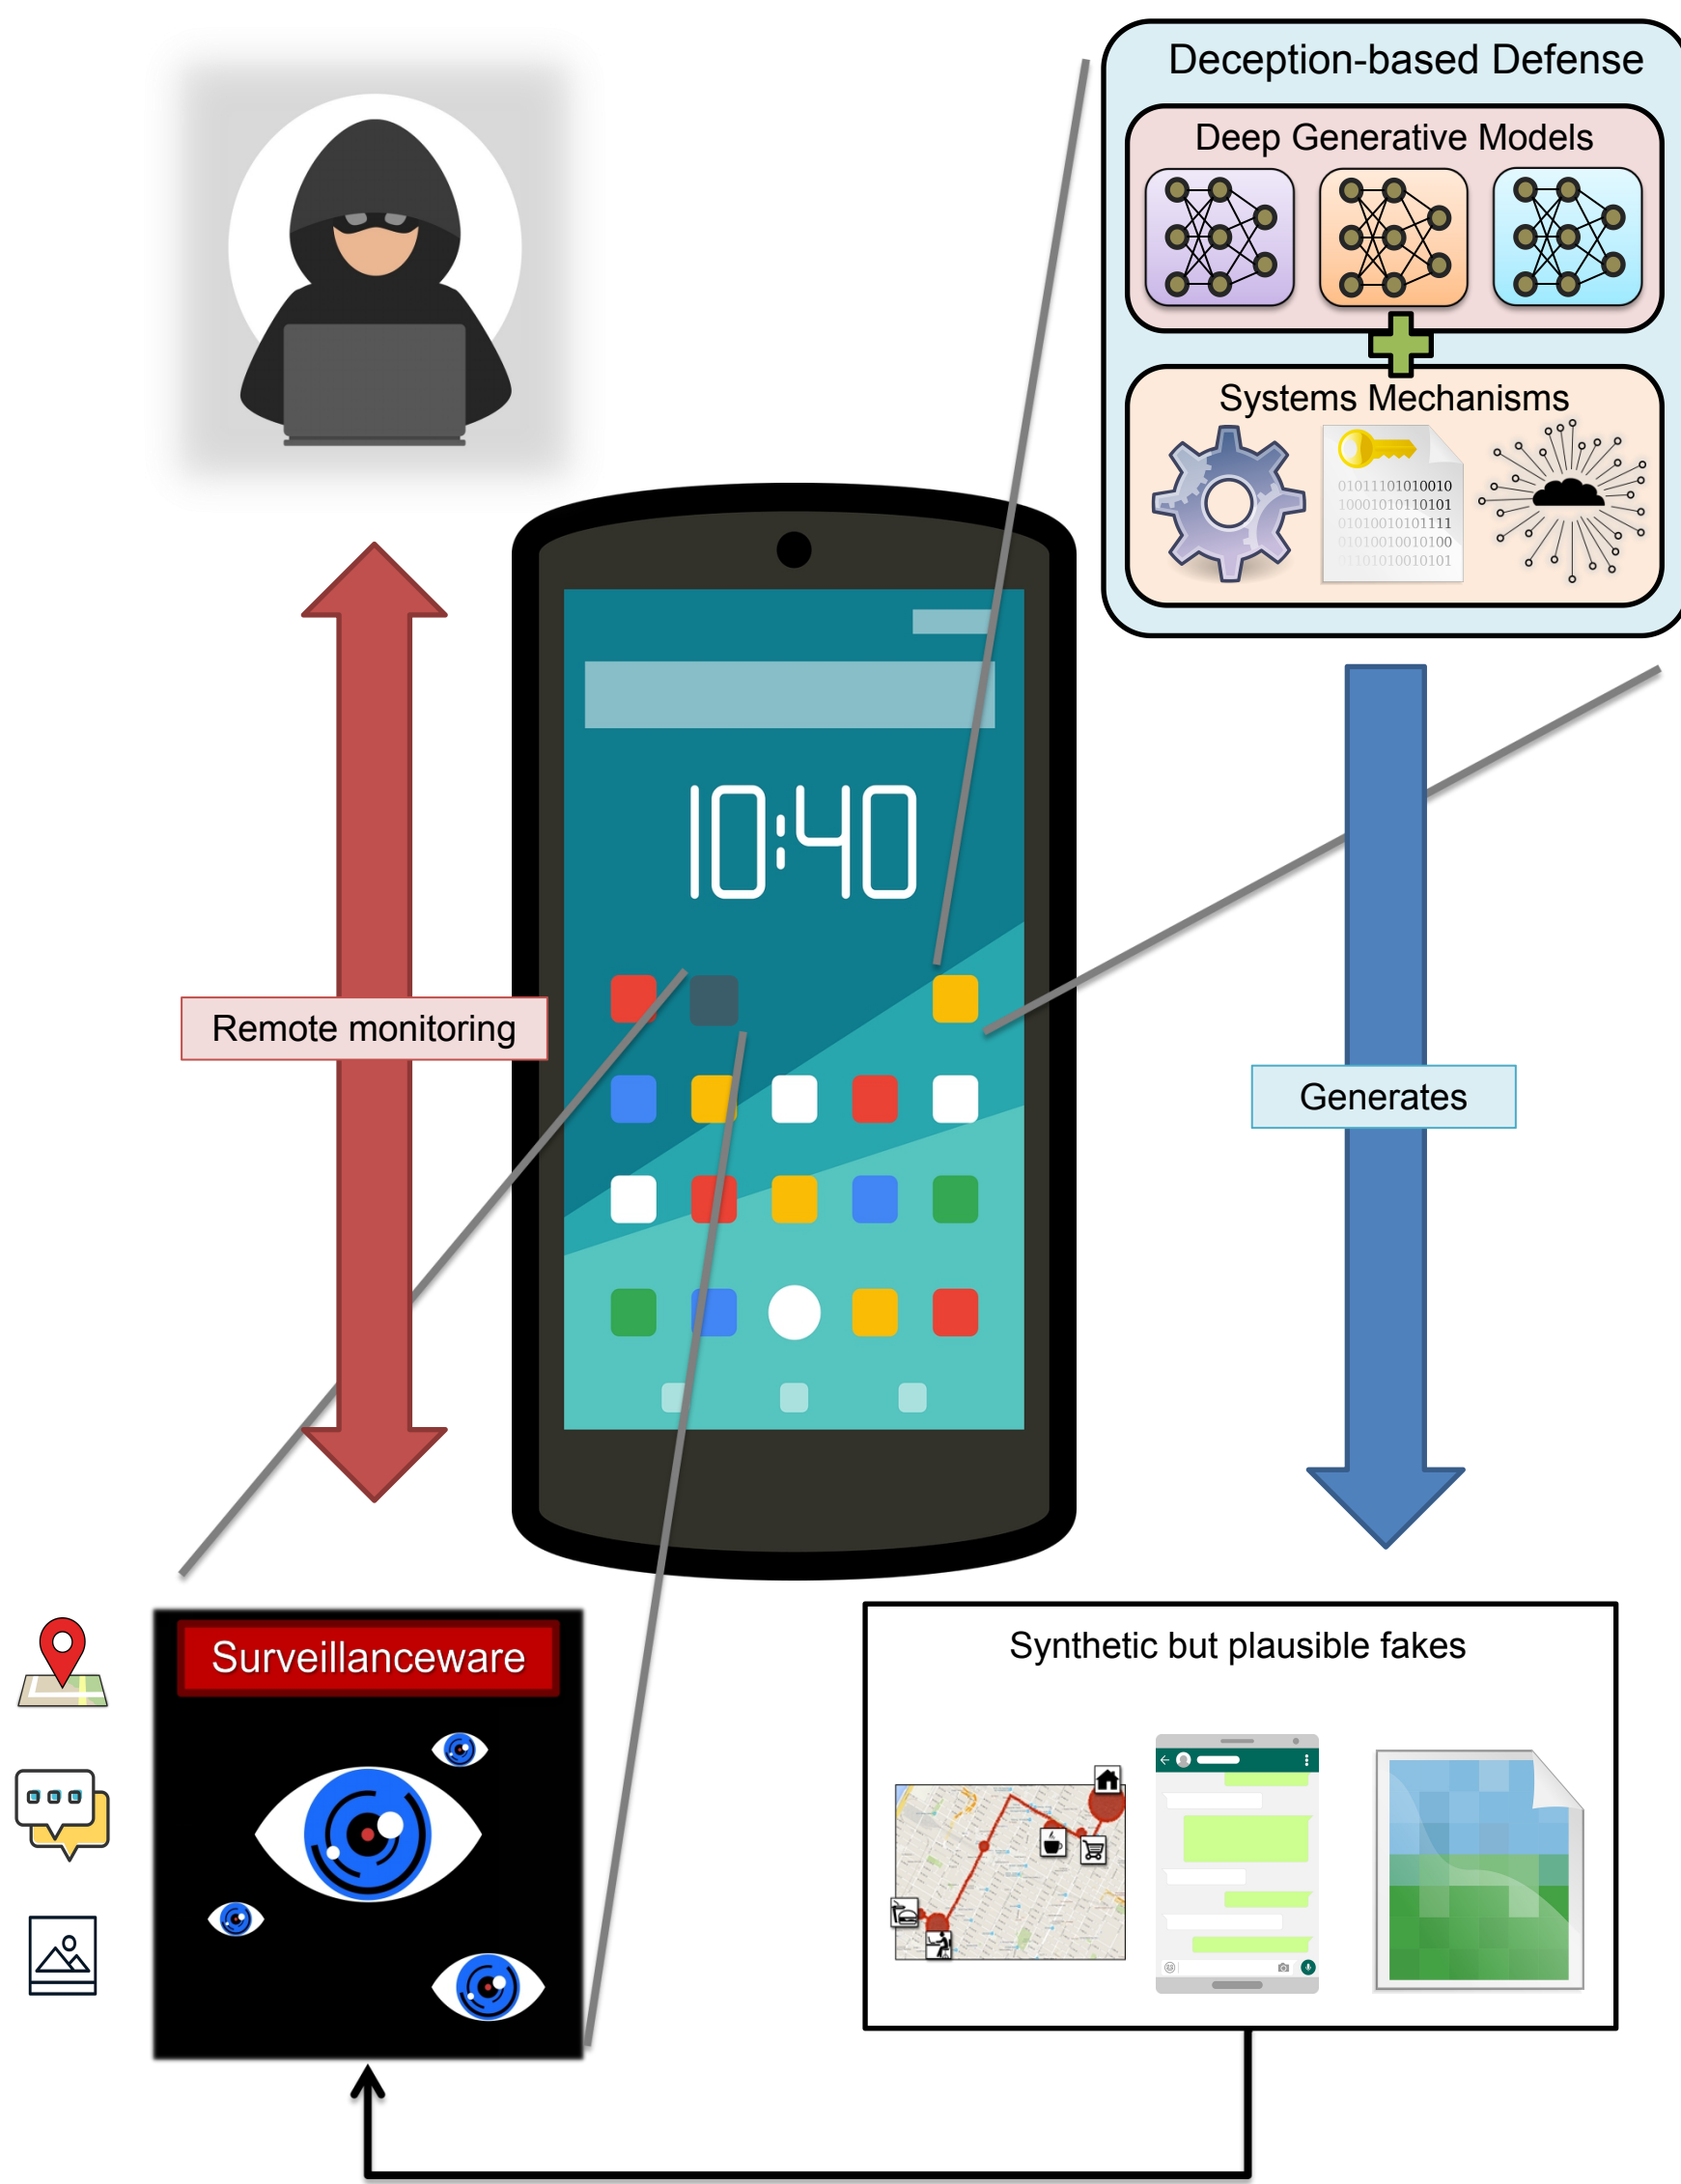 Deception-based Defense
Deep Generative Models
Systems Mechanisms
01011101010010
10001010110101
01010010101111
01010010010100
01101010010101
10:40
Remote monitoring
Generates
Surveillanceware
Synthetic but plausible fakes